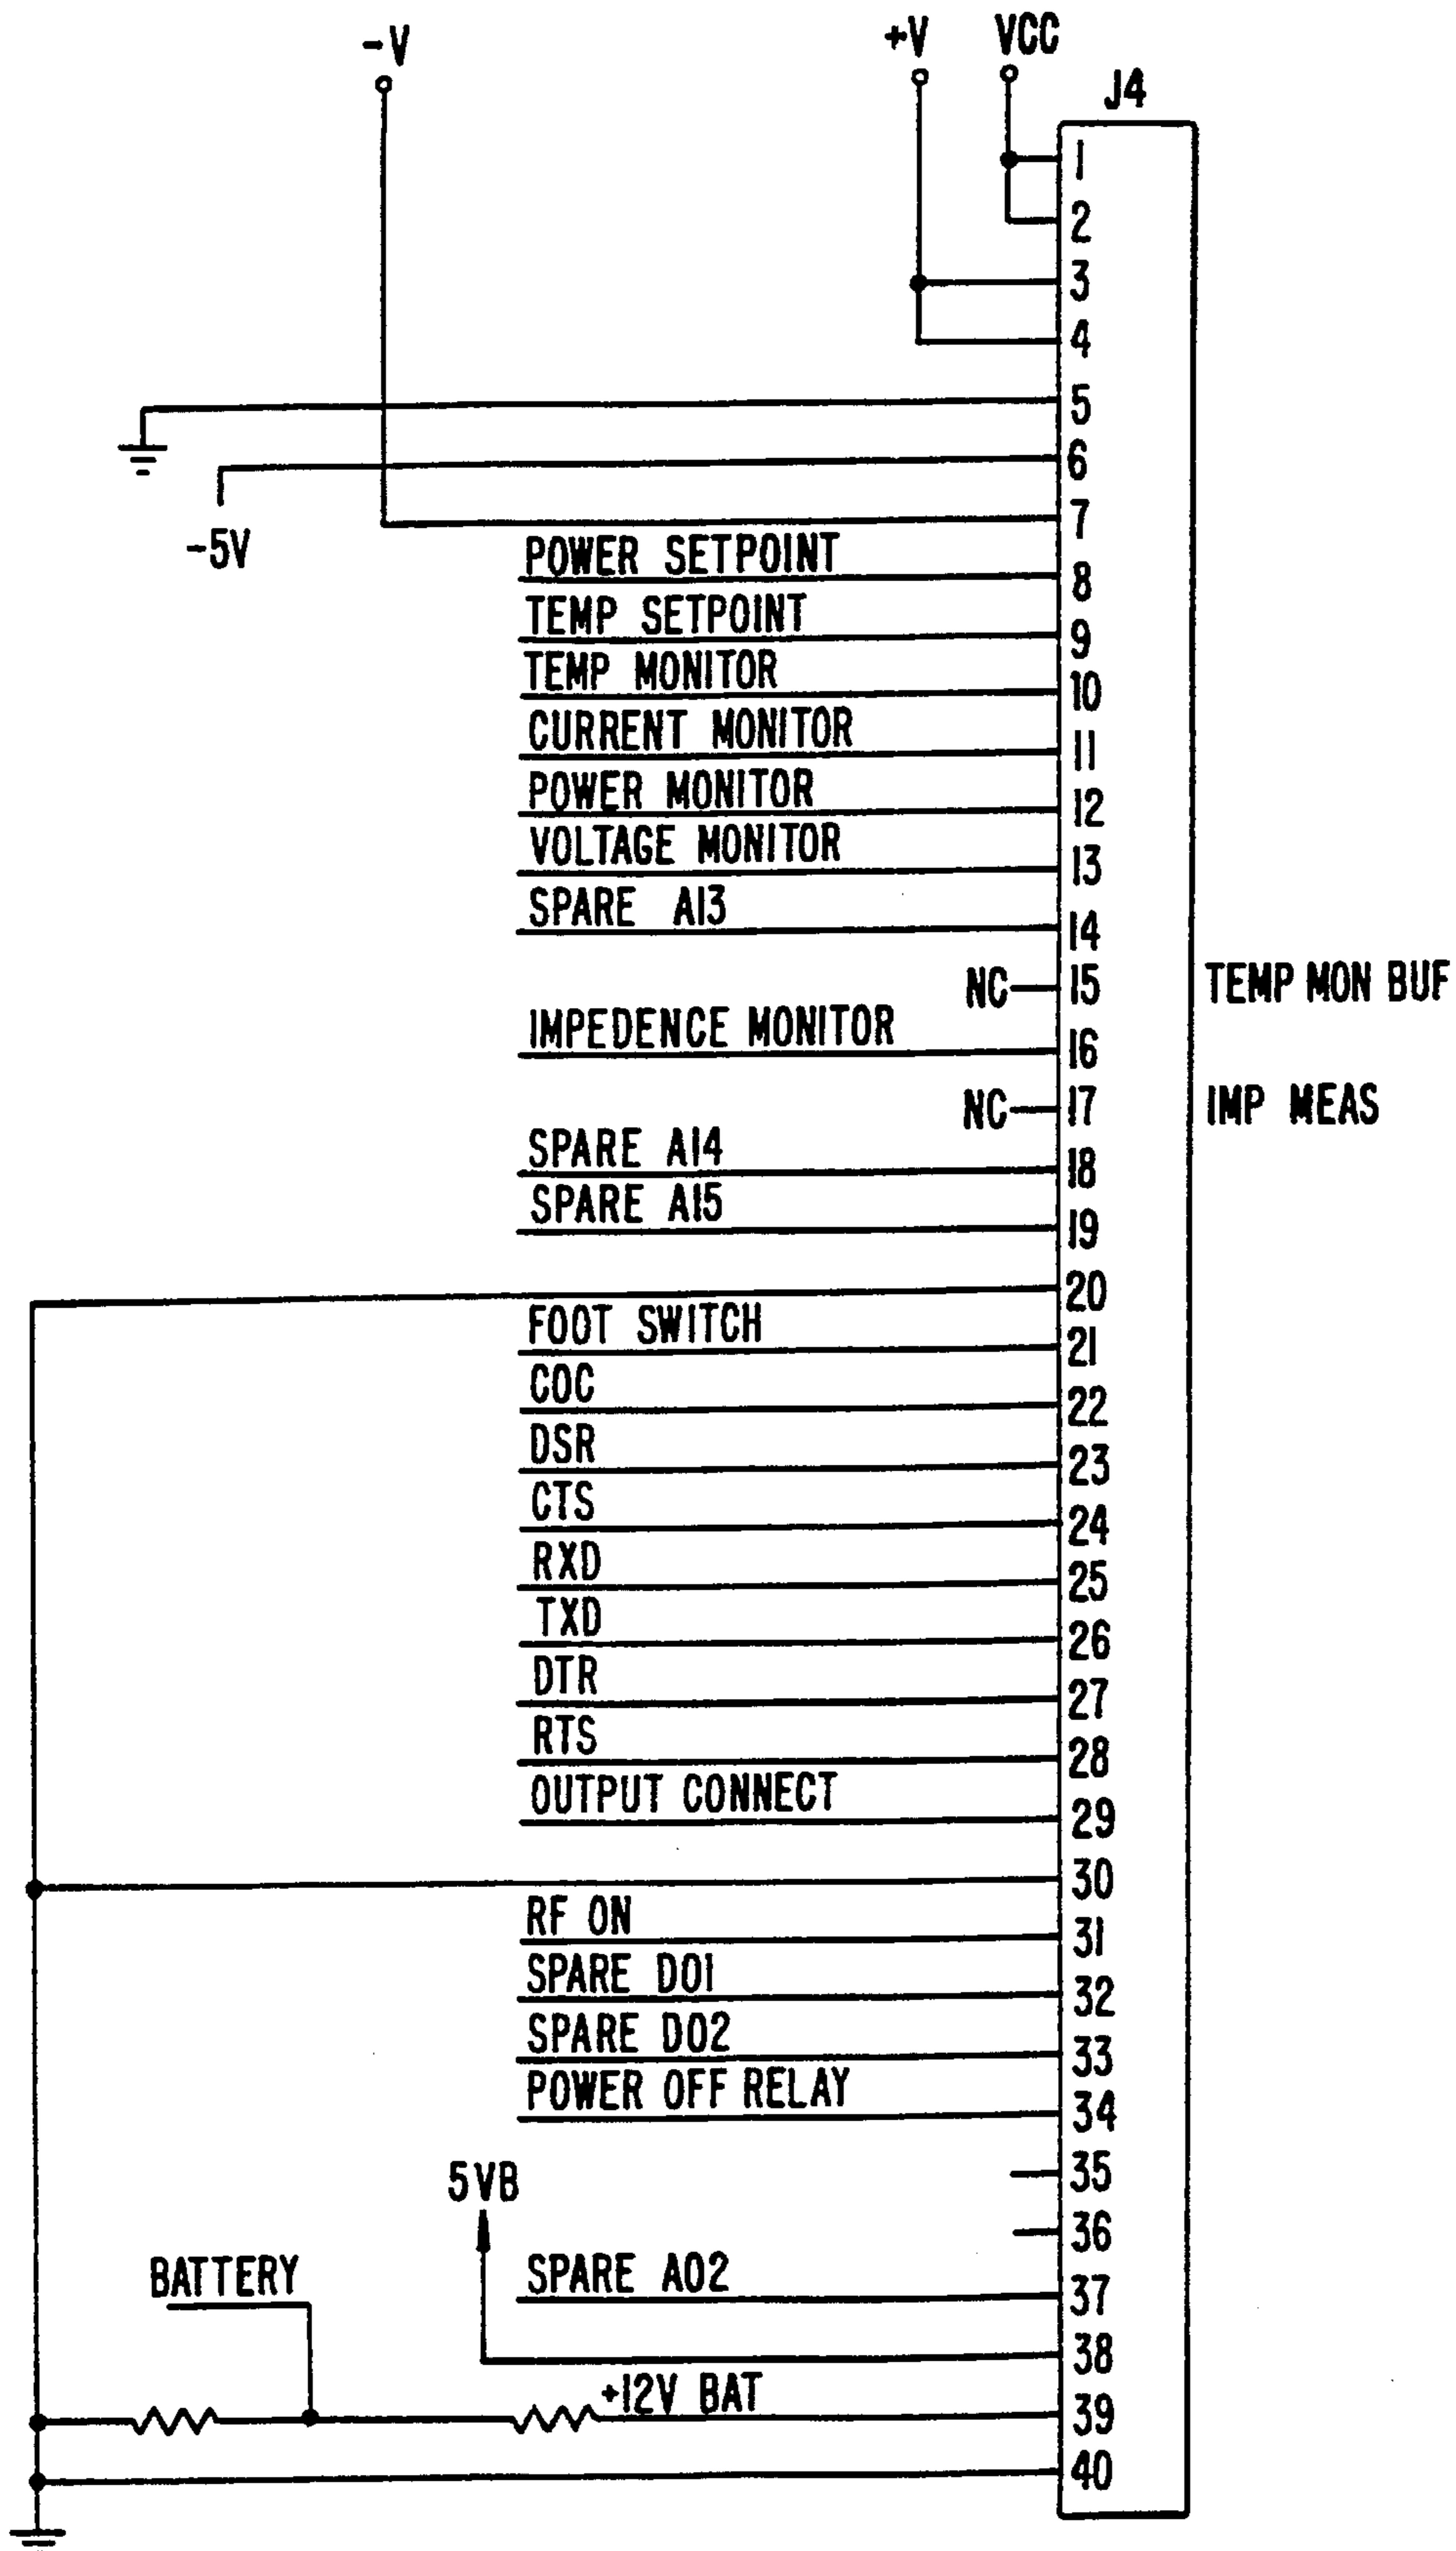 -V +V VCC
J4
1
2
3
4
5
6
-5V 7
POWER SETPOINT 8
TEMP SETPOINT 9
TEMP MONITOR 10
CURRENT MONITOR 11
POWER MONITOR 12
VOLTAGE MONITOR 13
SPARE AI3 14
NC 15 TEMP MON BUF
IMPEDENCE MONITOR 16
NC 17 IMP MEAS
SPARE AI4 18
SPARE AI5 19
20
FOOT SWITCH 21
COC 22
DSR 23
CTS 24
RXD 25
TXD 26
DTR 27
RTS 28
OUTPUT CONNECT 29
30
RF ON 31
SPARE DO1 32
SPARE DO2 33
POWER OFF RELAY 34
5VB 35
36
BATTERY SPARE AO2 37
38
+12V BAT 39
40